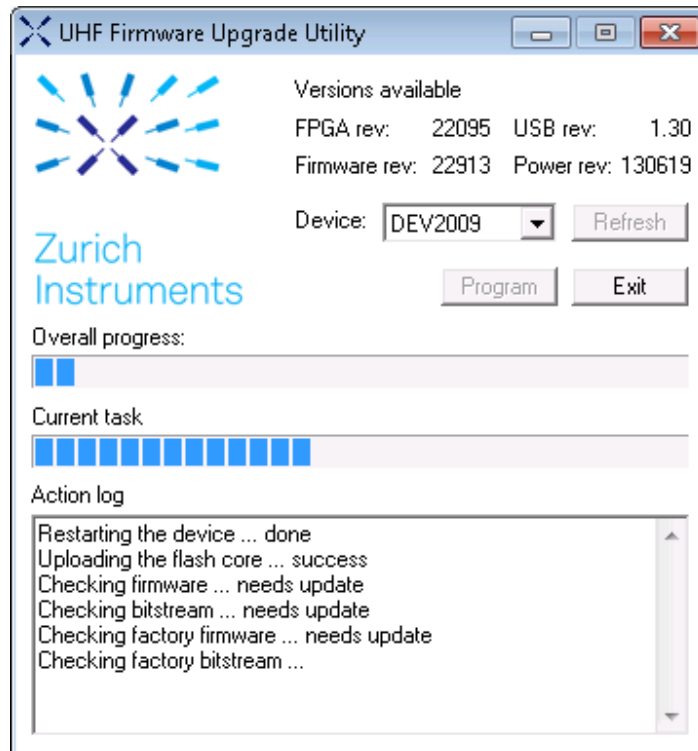 UHF Firmware Upgrade Utility
Versions available
FPGA rev: 22095 USB rev: 1.30
Firmware rev: 22913 Power rev: 130619
Device: DEV2009 Refresh
Zurich
Instruments
Program Exit
Overall progress:
Current task
Action log
Restarting the device ... done
Uploading the flash core ... success
Checking firmware ... needs update
Checking bitstream ... needs update
Checking factory firmware ... needs update
Checking factory bitstream ...